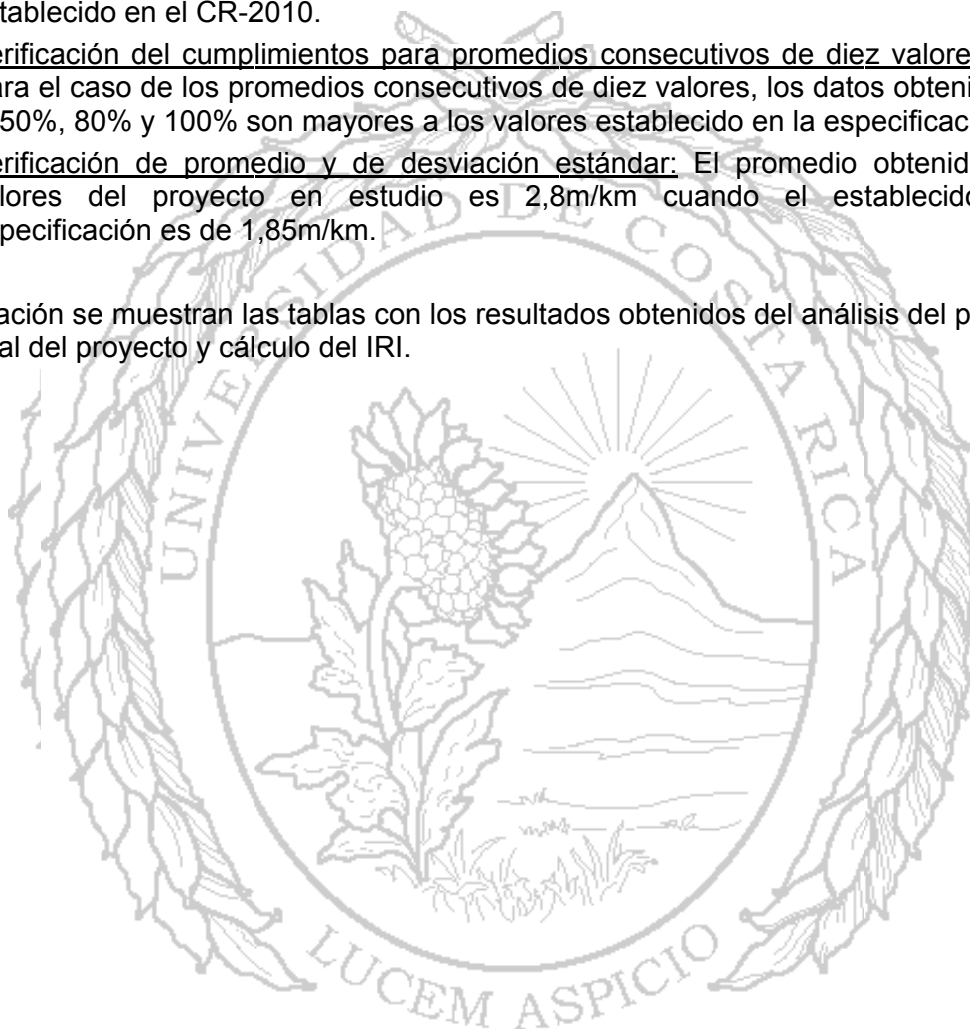 tablecido en el CR-2010.
erificación del cumplimientos para promedios consecutivos de diez valore
ara el caso de los promedios consecutivos de diez valores, los datos obteni
50%, 80% y 100% son mayores a los valores establecido en la especificac
erificación de promedio y de desviación estándar: El promedio obtenid
lores del proyecto en estudio es 2,8m/km cuando el establecido
pecificación es de 1,85m/km.
ación se muestran las tablas con los resultados obtenidos del análisis del p
al del proyecto y cálculo del IRI.
UNIVERSIDAD DE COSTA RICA
LUCEM ASPICIO